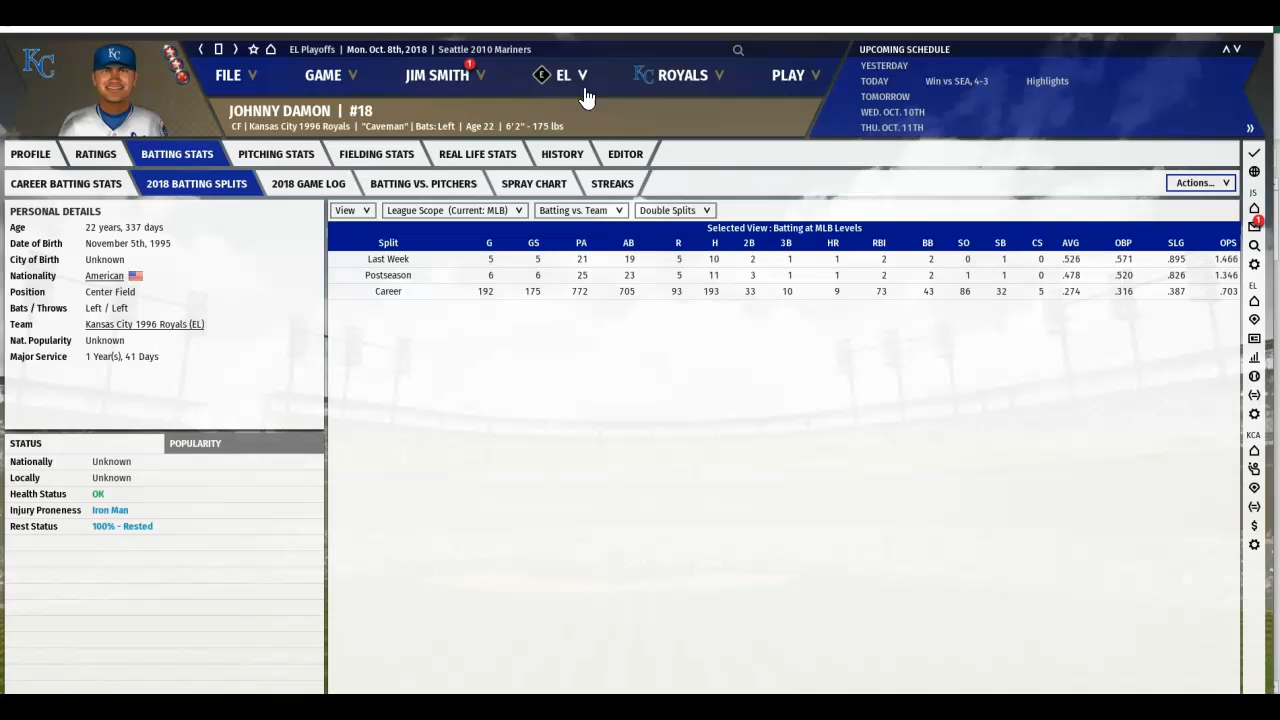 KC
EL Playoffs | Mon. Oct. 8th, 2018 | Seattle 2010 Mariners
FILE GAME JIM SMITH 1 EL KC ROYALS PLAY
JOHNNY DAMON | #18
CF | Kansas City 1996 Royals | "Caveman" | Bats: Left | Age 22 | 6'2" - 175 lbs
UPCOMING SCHEDULE
YESTERDAY
TODAY Win vs SEA, 4-3 Highlights
TOMORROW
WED. OCT. 10TH
THU. OCT. 11TH
PROFILE RATINGS BATTING STATS PITCHING STATS FIELDING STATS REAL LIFE STATS HISTORY EDITOR
CAREER BATTING STATS 2018 BATTING SPLITS 2018 GAME LOG BATTING VS. PITCHERS SPRAY CHART STREAKS Actions...
PERSONAL DETAILS
Age 22 years, 337 days
Date of Birth November 5th, 1995
City of Birth Unknown
Nationality American
Position Center Field
Bats / Throws Left / Left
Team Kansas City 1996 Royals (EL)
Nat. Popularity Unknown
Major Service 1 Year(s), 41 Days
STATUS POPULARITY
Nationally Unknown
Locally Unknown
Health Status OK
Injury Proneness Iron Man
Rest Status 100% - Rested
View League Scope (Current: MLB) Batting vs. Team Double Splits
Selected View : Batting at MLB Levels
Split G GS PA AB R H 2B 3B HR RBI BB SO SB CS AVG OBP SLG OPS
Last Week 5 5 21 19 5 10 2 1 1 2 2 0 1 0 .526 .571 .895 1.466
Postseason 6 6 25 23 5 11 3 1 1 2 2 1 1 0 .478 .520 .826 1.346
Career 192 175 772 705 93 193 33 10 9 73 43 86 32 5 .274 .316 .387 .703
JS
1
EL
KCA
$